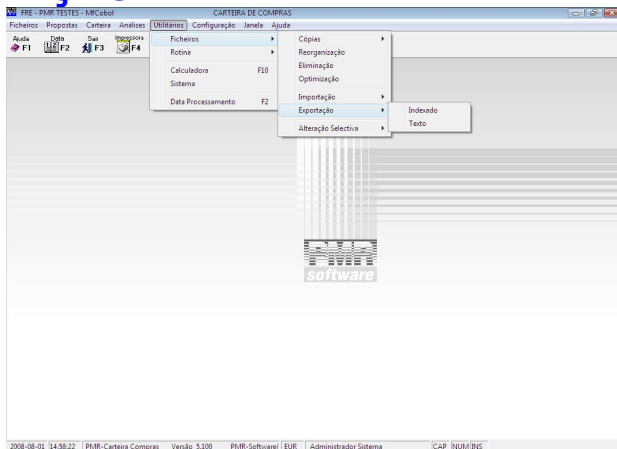 FRE - PMR TESTES - MfCobol CARTEIRA DE COMPRAS
Ficheiros Propostas Carteira Análises Utilitários Configuração Janela Ajuda
Ajuda Data Sair Impressora
F1 F2 F3 F4
Ficheiros
Rotina
Calculadora F10
Sistema
Data Processamento F2
Cópias
Reorganização
Eliminação
Optimização
Importação
Exportação
Alteração Selectiva
Indexado
Texto
PMR
software
2008-08-01 14:58:22 PMR-Carteira Compras Versão 5.100 PMR-Software/ EUR Administrador Sistema CAP NUM INS